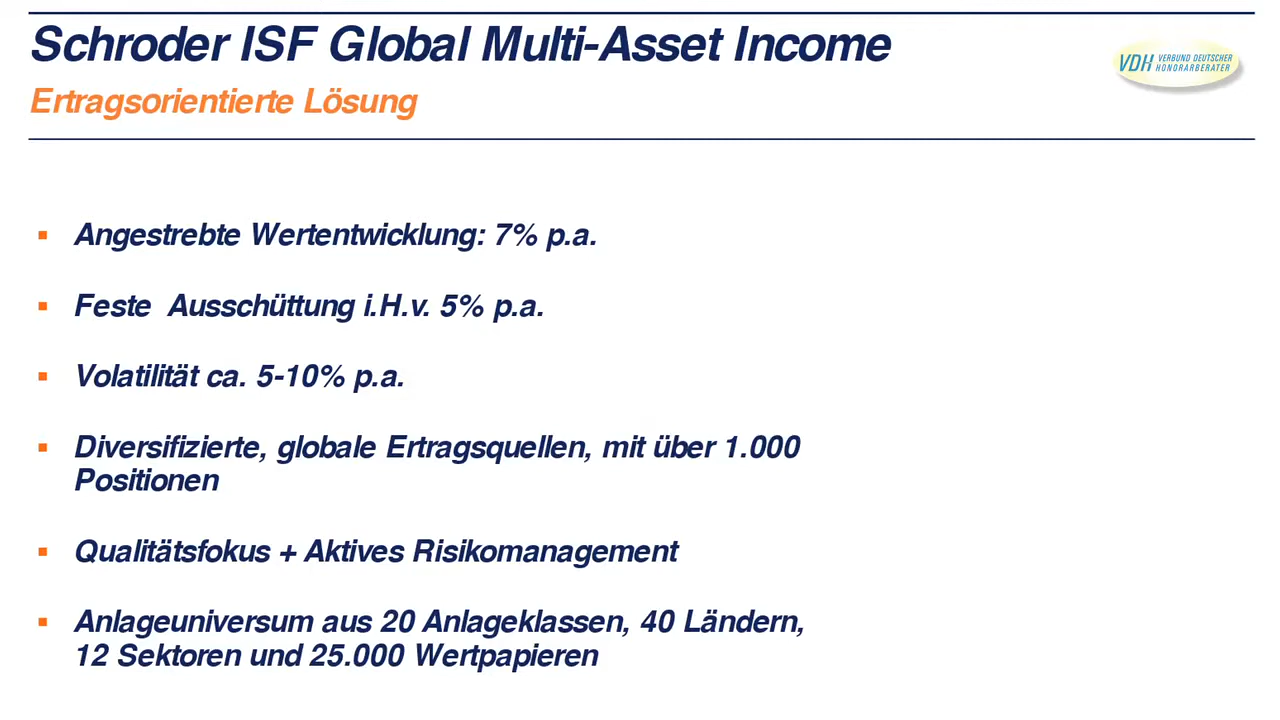 Schroder ISF Global Multi-Asset Income
Ertragsorientierte Lösung
VDH VERBUND DEUTSCHER
HONORARBERATER
▪ Angestrebte Wertentwicklung: 7% p.a.
▪ Feste Ausschüttung i.H.v. 5% p.a.
▪ Volatilität ca. 5-10% p.a.
▪ Diversifizierte, globale Ertragsquellen, mit über 1.000
Positionen
▪ Qualitätsfokus + Aktives Risikomanagement
▪ Anlageuniversum aus 20 Anlageklassen, 40 Ländern,
12 Sektoren und 25.000 Wertpapieren